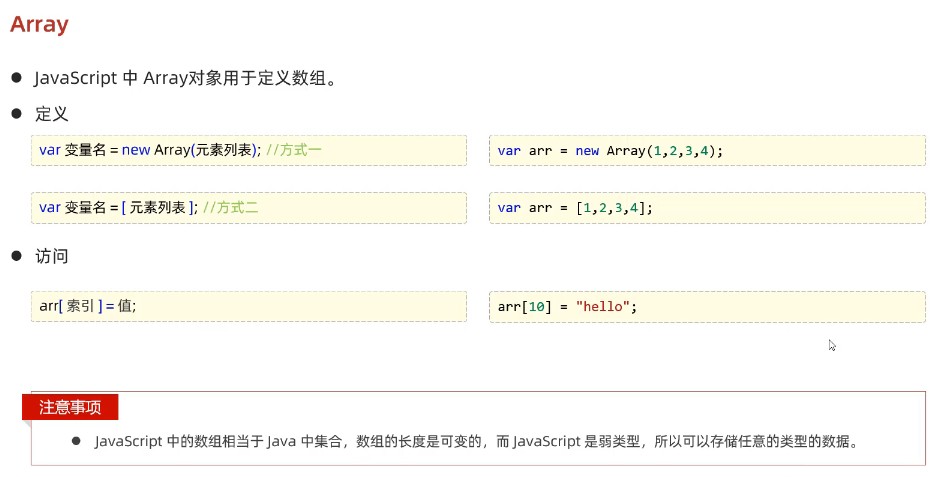 Array
● JavaScript 中 Array对象用于定义数组。
● 定义
var 变量名 = new Array(元素列表); //方式一
var arr = new Array(1,2,3,4);
var 变量名 = [ 元素列表 ]; //方式二
var arr = [1,2,3,4];
● 访问
arr[ 索引 ] = 值;
arr[10] = "hello";
注意事项
● JavaScript 中的数组相当于 Java 中集合，数组的长度是可变的，而 JavaScript 是弱类型，所以可以存储任意的类型的数据。